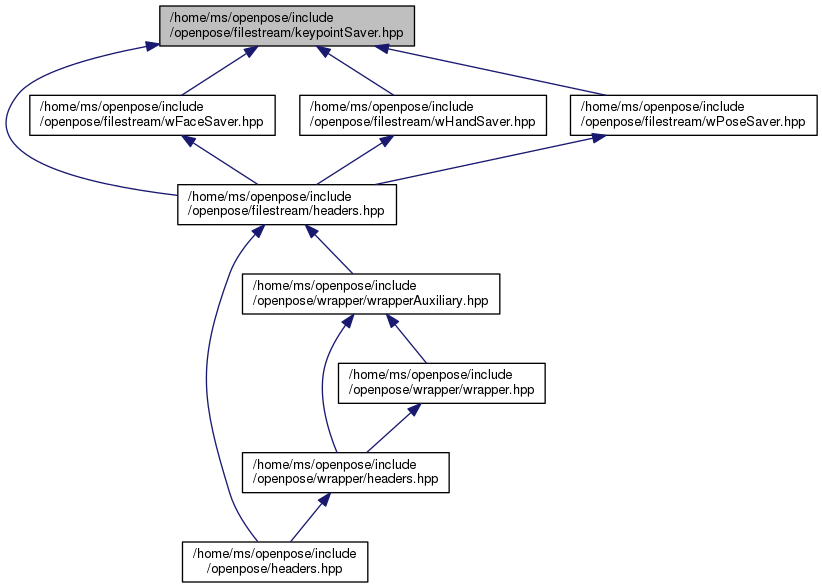 /home/ms/openpose/include
/openpose/filestream/keypointSaver.hpp
/home/ms/openpose/include
/openpose/filestream/wFaceSaver.hpp
/home/ms/openpose/include
/openpose/filestream/wHandSaver.hpp
/home/ms/openpose/include
/openpose/filestream/wPoseSaver.hpp
/home/ms/openpose/include
/openpose/filestream/headers.hpp
/home/ms/openpose/include
/openpose/wrapper/wrapperAuxiliary.hpp
/home/ms/openpose/include
/openpose/wrapper/wrapper.hpp
/home/ms/openpose/include
/openpose/wrapper/headers.hpp
/home/ms/openpose/include
/openpose/headers.hpp